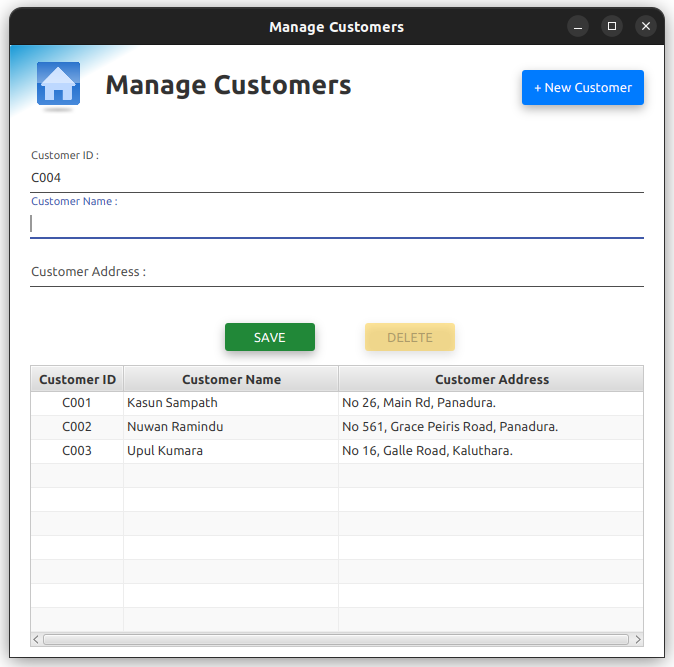 Manage Customers
Manage Customers
+ New Customer
Customer ID :
C004
Customer Name :
Customer Address :
SAVE DELETE
Customer ID Customer Name Customer Address
C001 Kasun Sampath No 26, Main Rd, Panadura.
C002 Nuwan Ramindu No 561, Grace Peiris Road, Panadura.
C003 Upul Kumara No 16, Galle Road, Kaluthara.